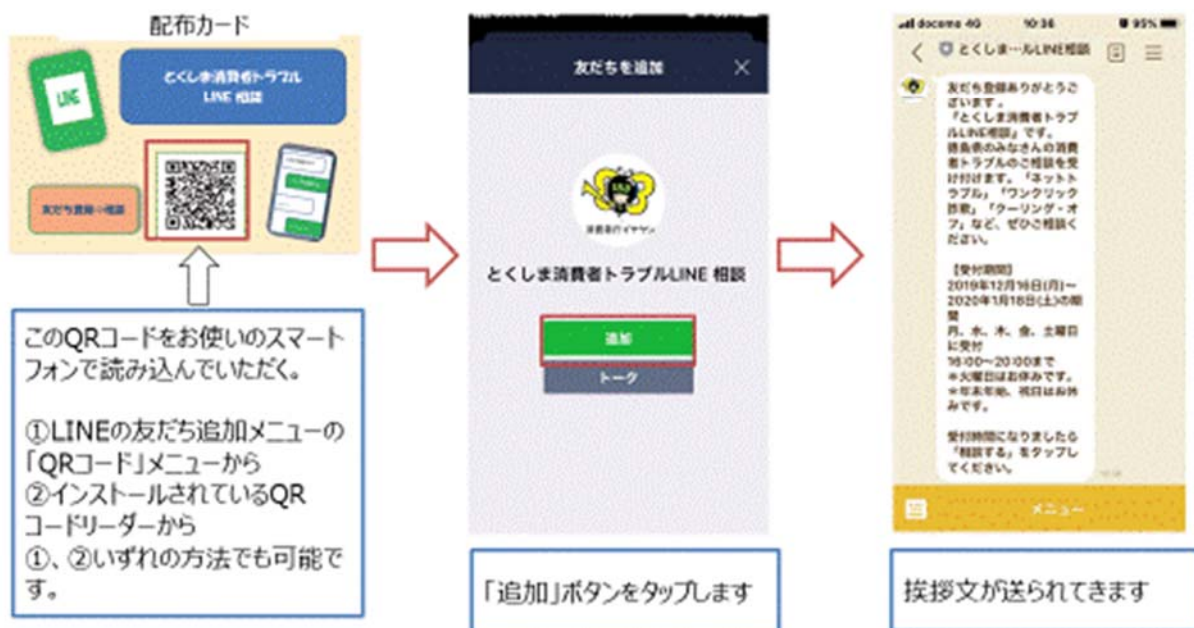 配布カード
とくしま消費者トラブル
LINE 相談
LINE
友だち登録⇒相談
このQRコードをお使いのスマート
フォンで読み込んでいただく。
①LINEの友だち追加メニューの
「QRコード」メニューから
②インストールされているQR
コードリーダーから
①、②いずれの方法でも可能で
す。
友だちを追加
とくしま消費者トラブルLINE 相談
追加
トーク
「追加」ボタンをタップします
docomo 4G 10:36 95%
とくしま…ルLINE相談
友だち登録ありがとうご
ざいます。
「とくしま消費者トラブ
ルLINE相談」です。
徳島県のみなさんの消費
者トラブルのご相談を受
け付けます。「ネットト
ラブル」「ワンクリック
詐欺」「クーリング・オ
フ」など、ぜひご相談く
ださい。
【受付期間】
2019年12月16日(月)～
2020年1月18日(土)の期
間
月、水、木、金、土曜日
に受付
16:00～20:00まで
＊火曜日はお休みです。
＊年末年始、祝日はお休
みです。
受付時間になりましたら
「相談する」をタップし
てください。
メニュー
挨拶文が送られてきます